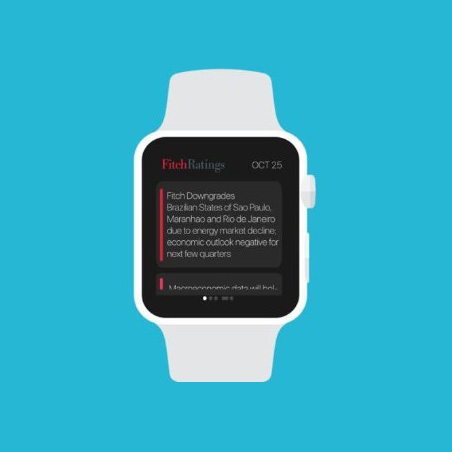 FitchRatings OCT 25
Fitch Downgrades
Brazilian States of Sao Paulo,
Maranhao and Rio de Janeiro
due to energy market decline;
economic outlook negative for
next few quarters
Macroeconomic data will